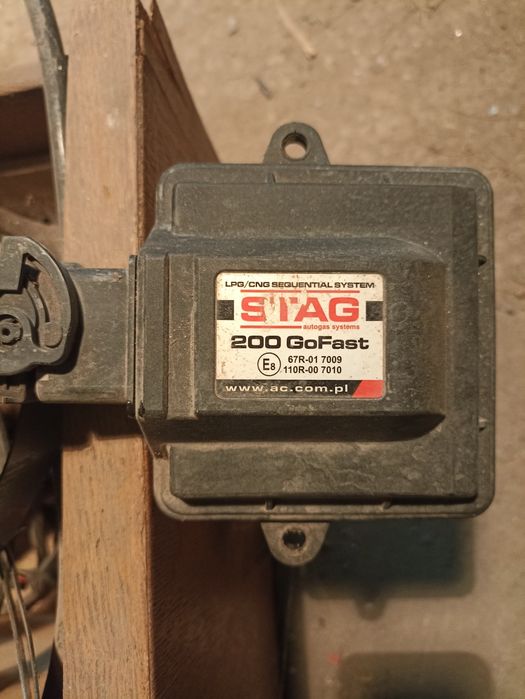 LPG/CNG SEQUENTIAL SYSTEM
STAG
autogas systems
200 GoFast
E8 67R-01 7009
110R-00 7010
www.ac.com.pl